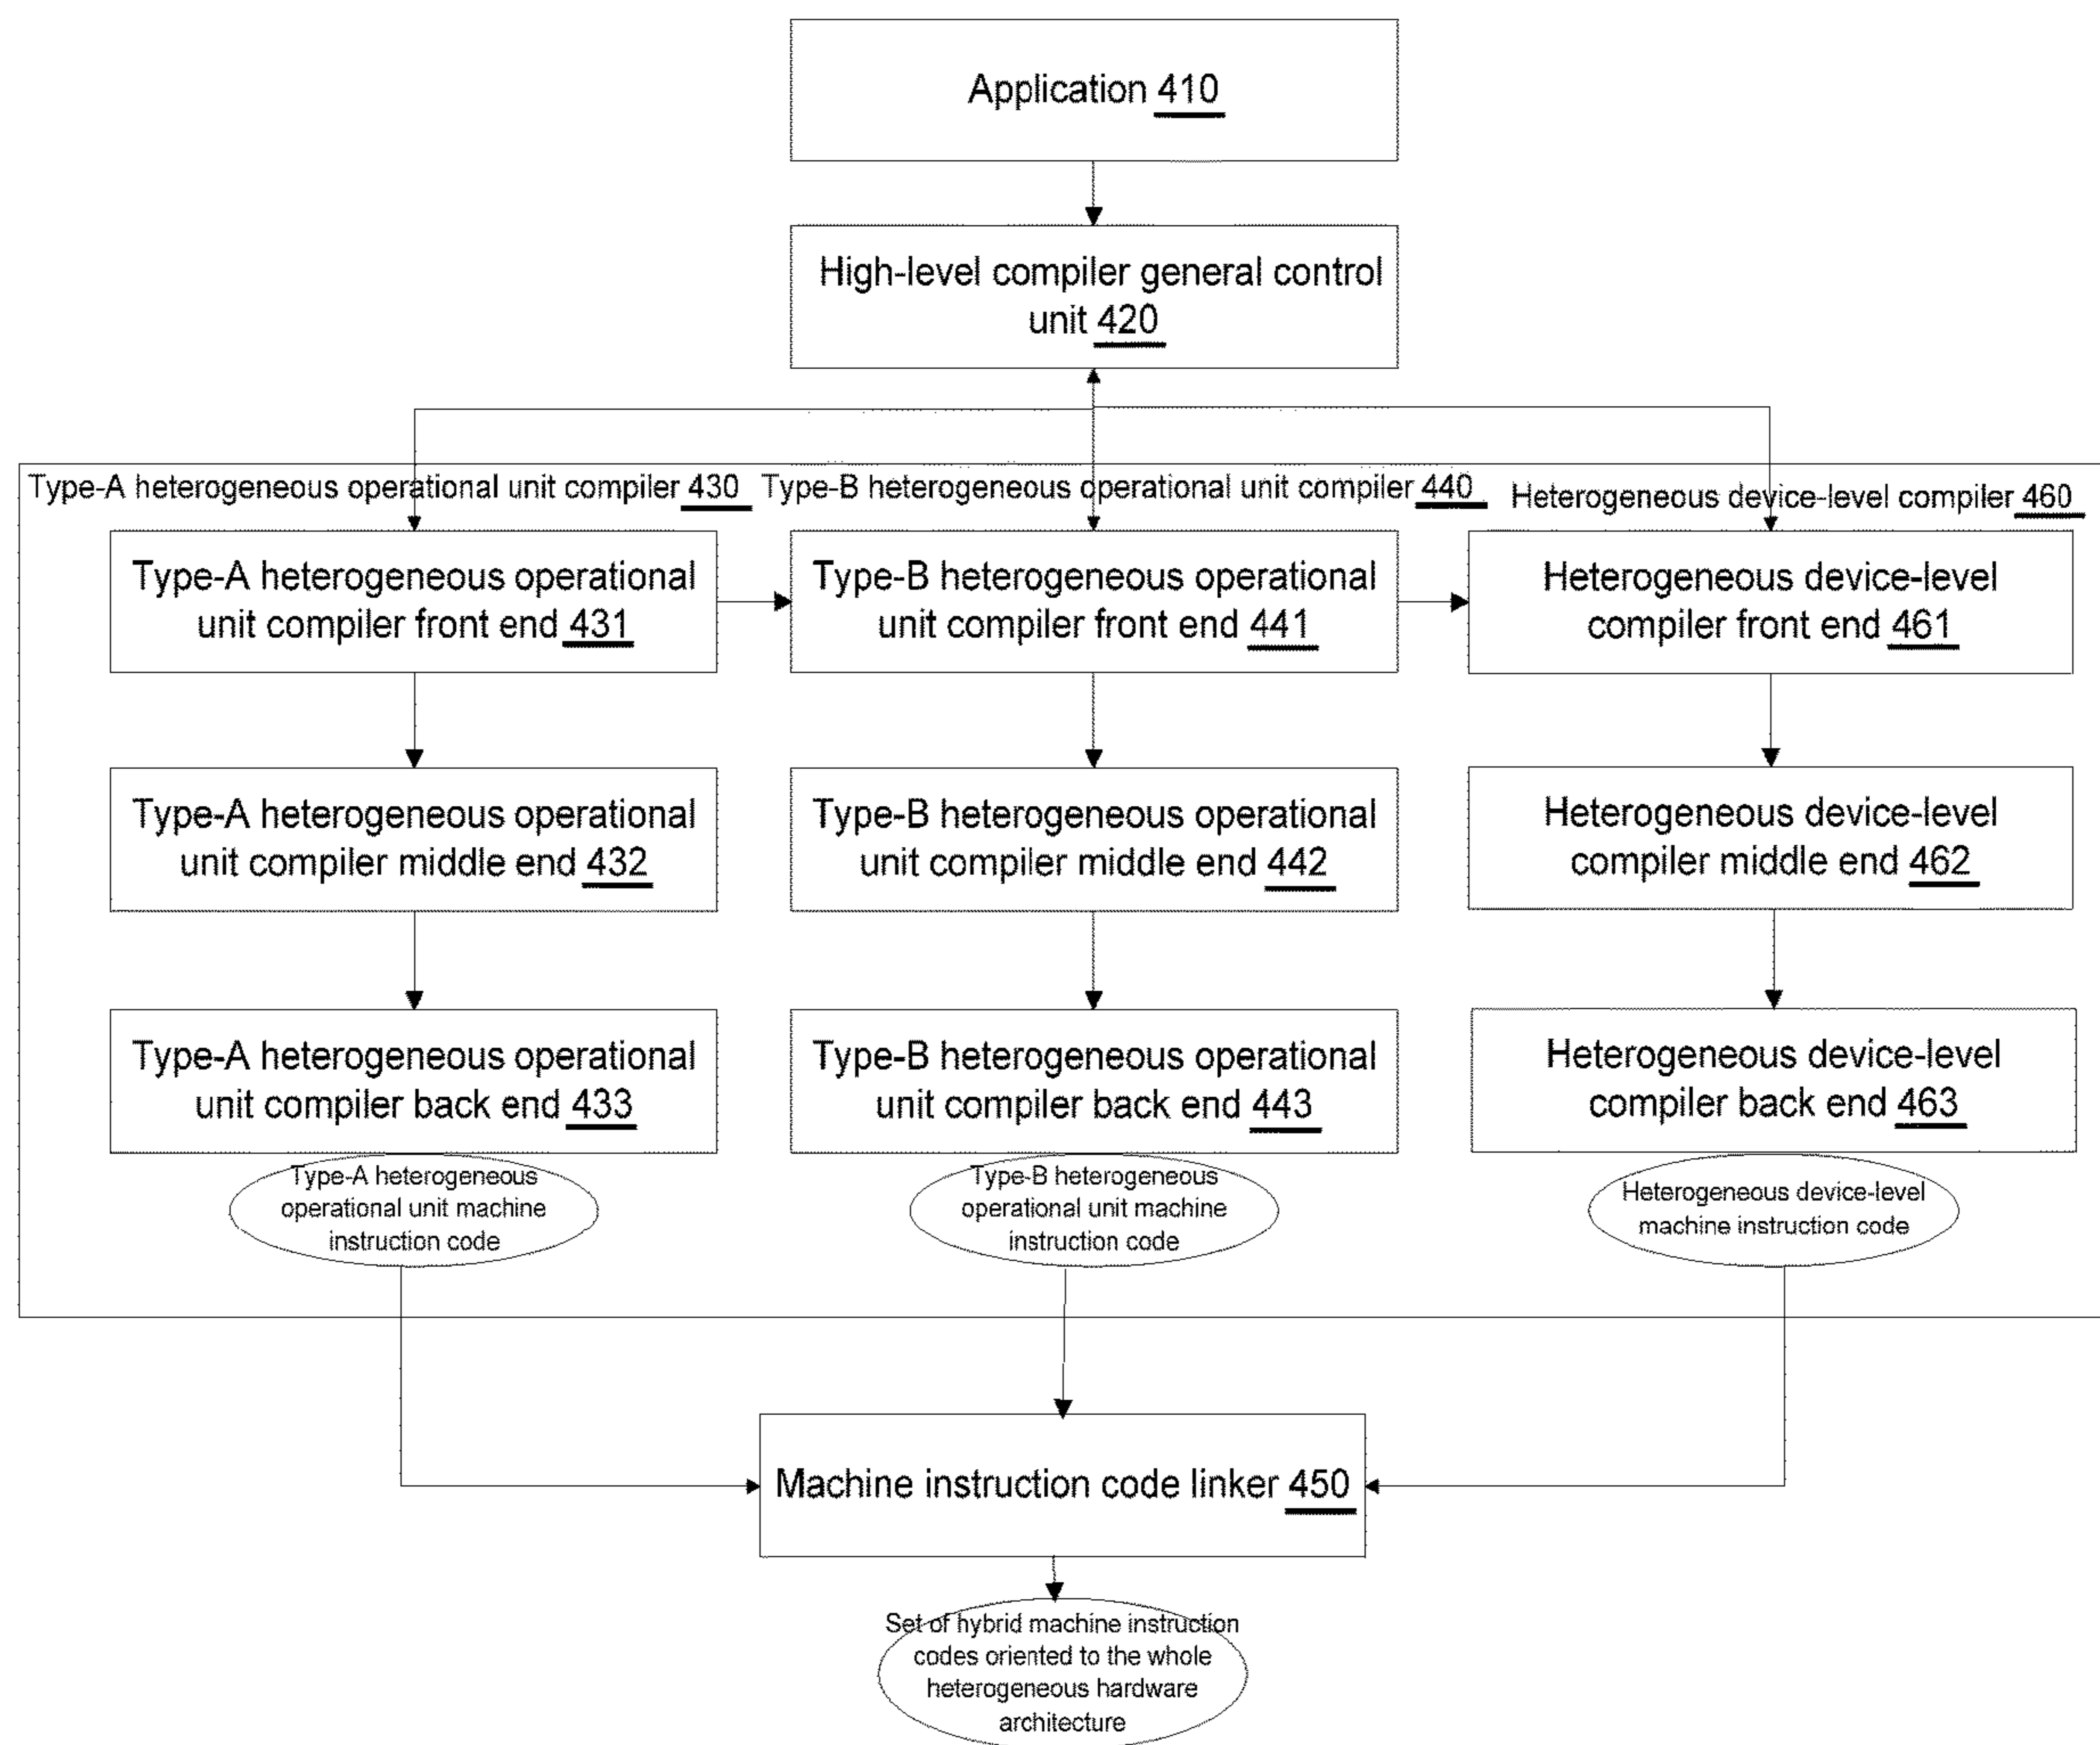 Application 410
High-level compiler general control
unit 420
Type-A heterogeneous operational unit compiler 430
Type-B heterogeneous operational unit compiler 440
Heterogeneous device-level compiler 460
Type-A heterogeneous operational
unit compiler front end 431
Type-B heterogeneous operational
unit compiler front end 441
Heterogeneous device-level
compiler front end 461
Type-A heterogeneous operational
unit compiler middle end 432
Type-B heterogeneous operational
unit compiler middle end 442
Heterogeneous device-level
compiler middle end 462
Type-A heterogeneous operational
unit compiler back end 433
Type-B heterogeneous operational
unit compiler back end 443
Heterogeneous device-level
compiler back end 463
Type-A heterogeneous
operational unit machine
instruction code
Type-B heterogeneous
operational unit machine
instruction code
Heterogeneous device-level
machine instruction code
Machine instruction code linker 450
Set of hybrid machine instruction
codes oriented to the whole
heterogeneous hardware
architecture